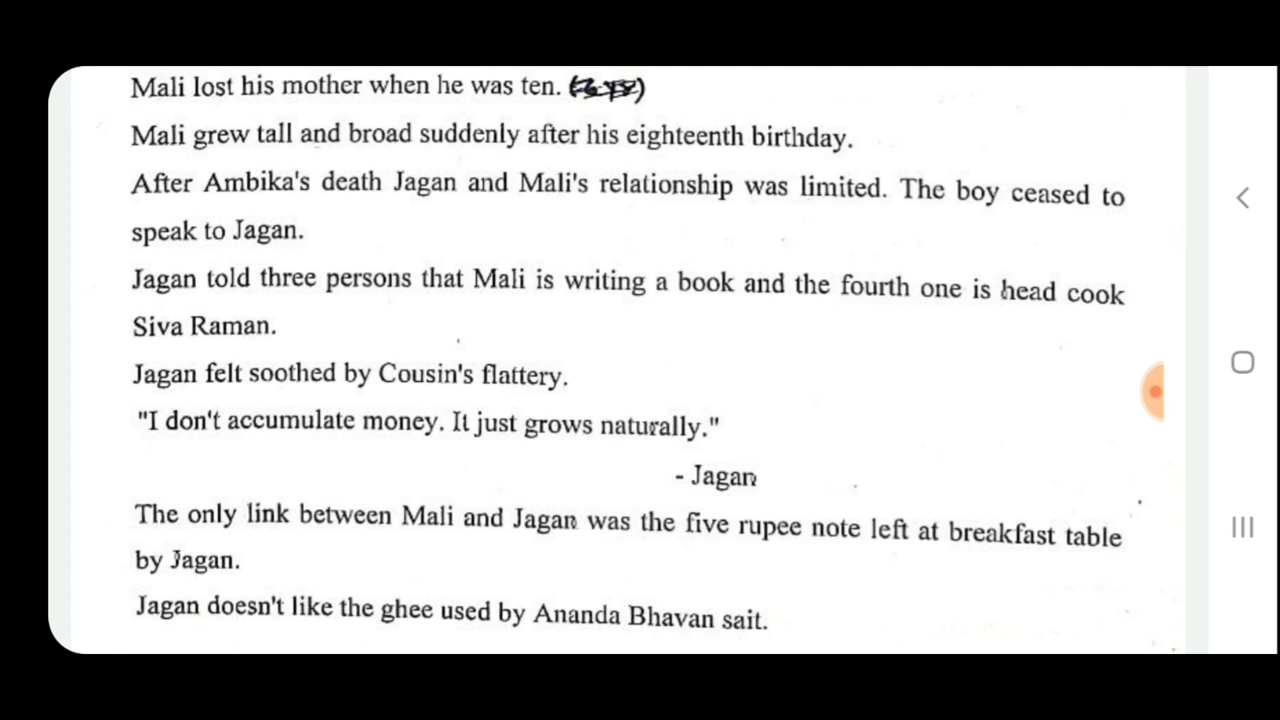 Mali lost his mother when he was ten.
Mali grew tall and broad suddenly after his eighteenth birthday.
After Ambika's death Jagan and Mali's relationship was limited. The boy ceased to
speak to Jagan.
Jagan told three persons that Mali is writing a book and the fourth one is head cook
Siva Raman.
Jagan felt soothed by Cousin's flattery.
"I don't accumulate money. It just grows naturally."
- Jagan
The only link between Mali and Jagan was the five rupee note left at breakfast table
by Jagan.
Jagan doesn't like the ghee used by Ananda Bhavan sait.